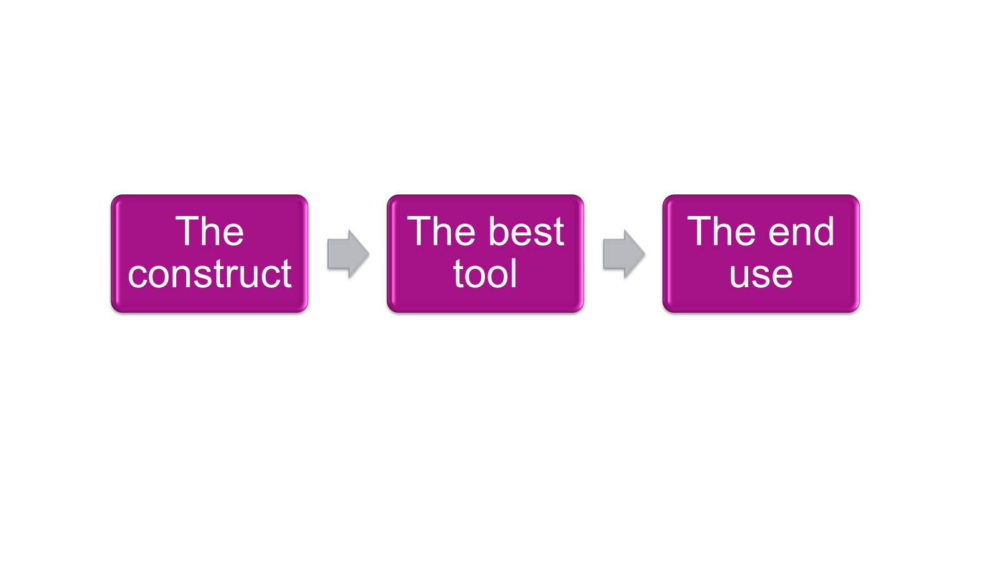 The
construct
The best
tool
The end
use